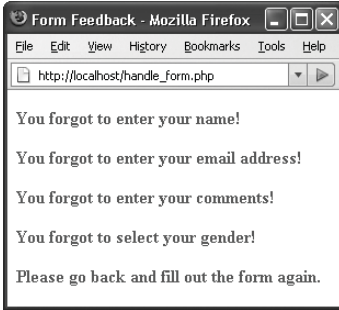 Form Feedback - Mozilla Firefox
File Edit View History Bookmarks Tools Help
http://localhost/handle_form.php
You forgot to enter your name!
You forgot to enter your email address!
You forgot to enter your comments!
You forgot to select your gender!
Please go back and fill out the form again.